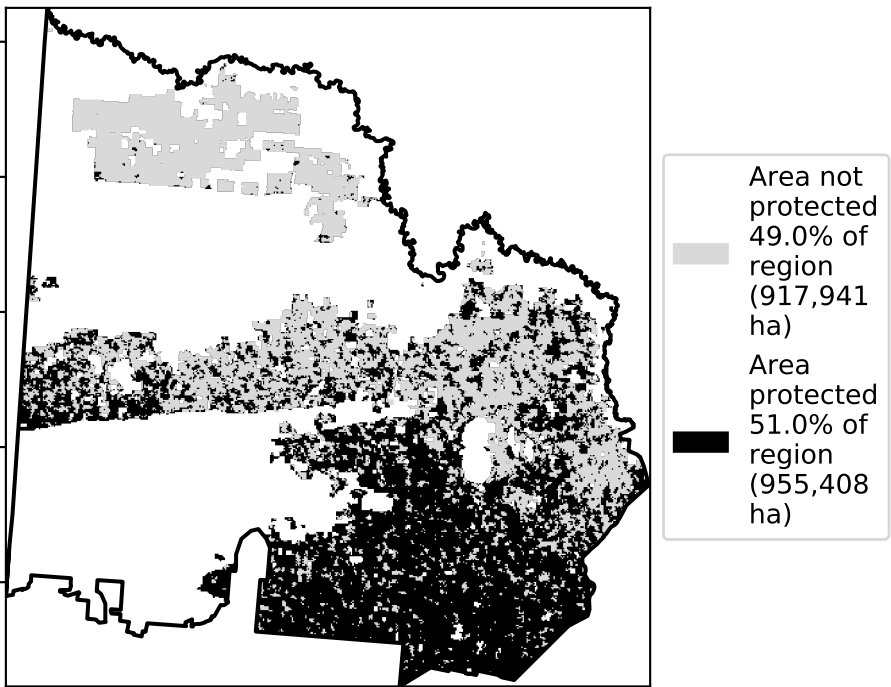 Area not
protected
49.0% of
region
(917,941
ha)
Area
protected
51.0% of
region
(955,408
ha)